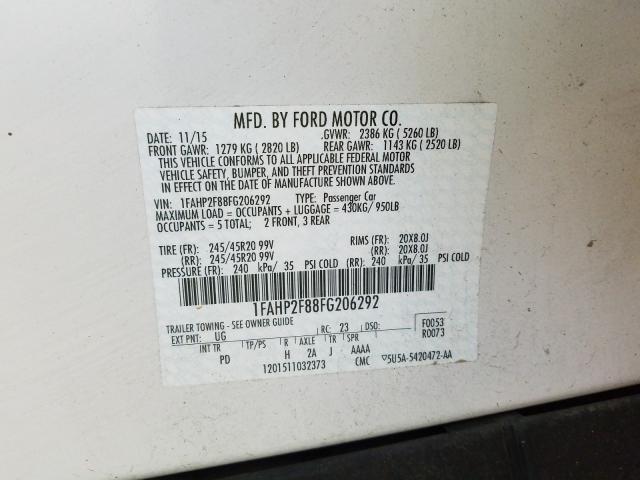 MFD. BY FORD MOTOR CO.
DATE: 11/15 GVWR: 2386 KG ( 5260 LB)
FRONT GAWR: 1279 KG ( 2820 LB) REAR GAWR: 1143 KG ( 2520 LB)
THIS VEHICLE CONFORMS TO ALL APPLICABLE FEDERAL MOTOR
VEHICLE SAFETY, BUMPER, AND THEFT PREVENTION STANDARDS
IN EFFECT ON THE DATE OF MANUFACTURE SHOWN ABOVE.
VIN: 1FAHP2F88FG206292 TYPE: Passenger Car
MAXIMUM LOAD = OCCUPANTS + LUGGAGE = 430KG/ 950LB
OCCUPANTS = 5 TOTAL; 2 FRONT, 3 REAR
TIRE (FR): 245/45R20 99V RIMS (FR): 20X8.0J
(RR): 245/45R20 99V (RR): 20X8.0J
PRESSURE (FR): 240 kPa/ 35 PSI COLD (RR): 240 kPa/ 35 PSI COLD
1FAHP2F88FG206292
TRAILER TOWING - SEE OWNER GUIDE
EXT PNT: UG RC: 23 DSO: F0053
R0073
INT TR TP/PS R AXLE TR SPR
PD H 2A J AAAA
1201511032373 CMC 5U5A-5420472-AA